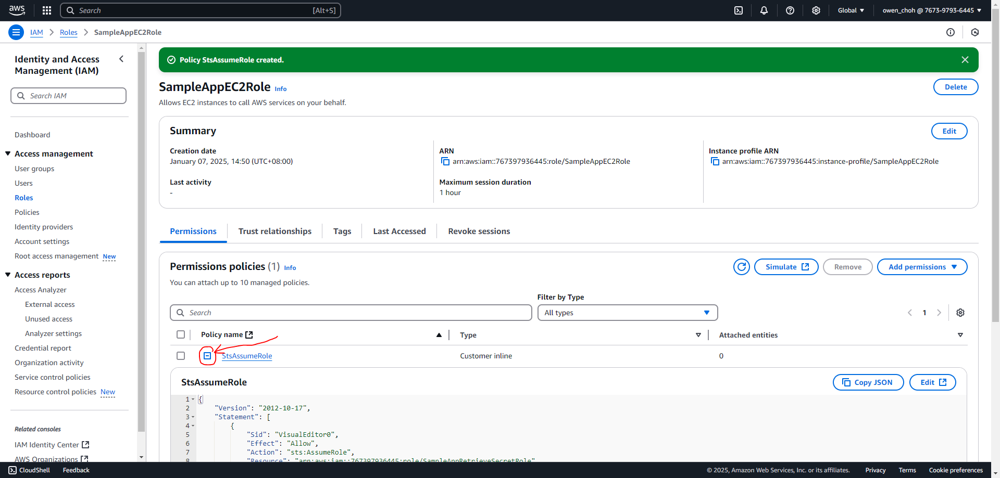 aws
Search [Alt+S]
Global
owen_choh @ 7673-9793-6445
IAM
Roles
SampleAppEC2Role
Identity and Access
Management (IAM)
Search IAM
Dashboard
Access management
User groups
Users
Roles
Policies
Identity providers
Account settings
Root access management New
Access reports
Access Analyzer
External access
Unused access
Analyzer settings
Credential report
Organization activity
Service control policies
Resource control policies New
Related consoles
IAM Identity Center
AWS Organizations
Policy StsAssumeRole created.
SampleAppEC2Role Info
Delete
Allows EC2 instances to call AWS services on your behalf.
Summary
Edit
Creation date
January 07, 2025, 14:50 (UTC+08:00)
ARN
arn:aws:iam::767397936445:role/SampleAppEC2Role
Instance profile ARN
arn:aws:iam::767397936445:instance-profile/SampleAppEC2Role
Last activity
-
Maximum session duration
1 hour
Permissions
Trust relationships
Tags
Last Accessed
Revoke sessions
Permissions policies (1) Info
Simulate
Remove
Add permissions
You can attach up to 10 managed policies.
Filter by Type
Search
All types
1
Policy name
Type
Attached entities
StsAssumeRole
Customer inline
0
StsAssumeRole
Copy JSON
Edit
1 {
2 "Version": "2012-10-17",
3 "Statement": [
4 {
5 "Sid": "VisualEditor0",
6 "Effect": "Allow",
7 "Action": "sts:AssumeRole",
8 "Resource": "arn:aws:iam::767397936445:role/SampleAppRetrieveSecretRole"
CloudShell
Feedback
© 2025, Amazon Web Services, Inc. or its affiliates.
Privacy
Terms
Cookie preferences